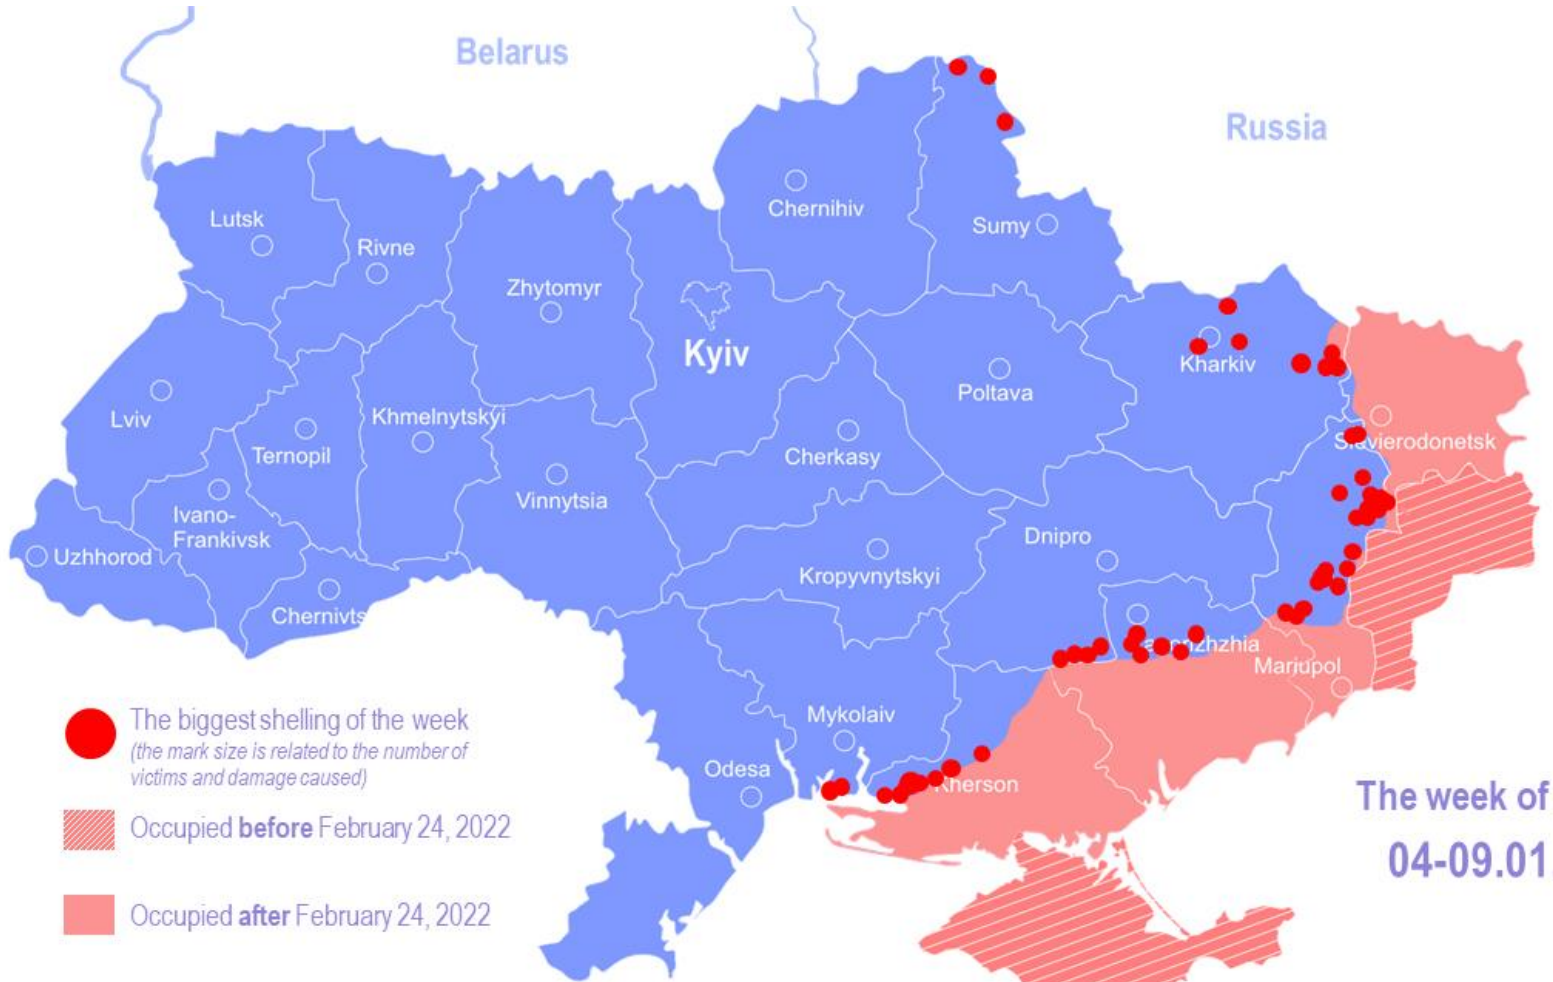 Belarus
Russia
Chernihiv
Lutsk
Sumy
Rivne
Zhytomyr
Kyiv
Kharkiv
Poltava
Lviv
Khmelnytskyi
Ternopil
Cherkasy
Sievierodonetsk
Vinnytsia
Ivano-
Frankivsk
Dnipro
Uzhhorod
Kropyvnytskyi
Chernivts
Mariupol
Mykolaiv
Odesa
Kherson
The biggest shelling of the week
(the mark size is related to the number of
victims and damage caused)
Occupied before February 24, 2022
Occupied after February 24, 2022
The week of
04-09.01